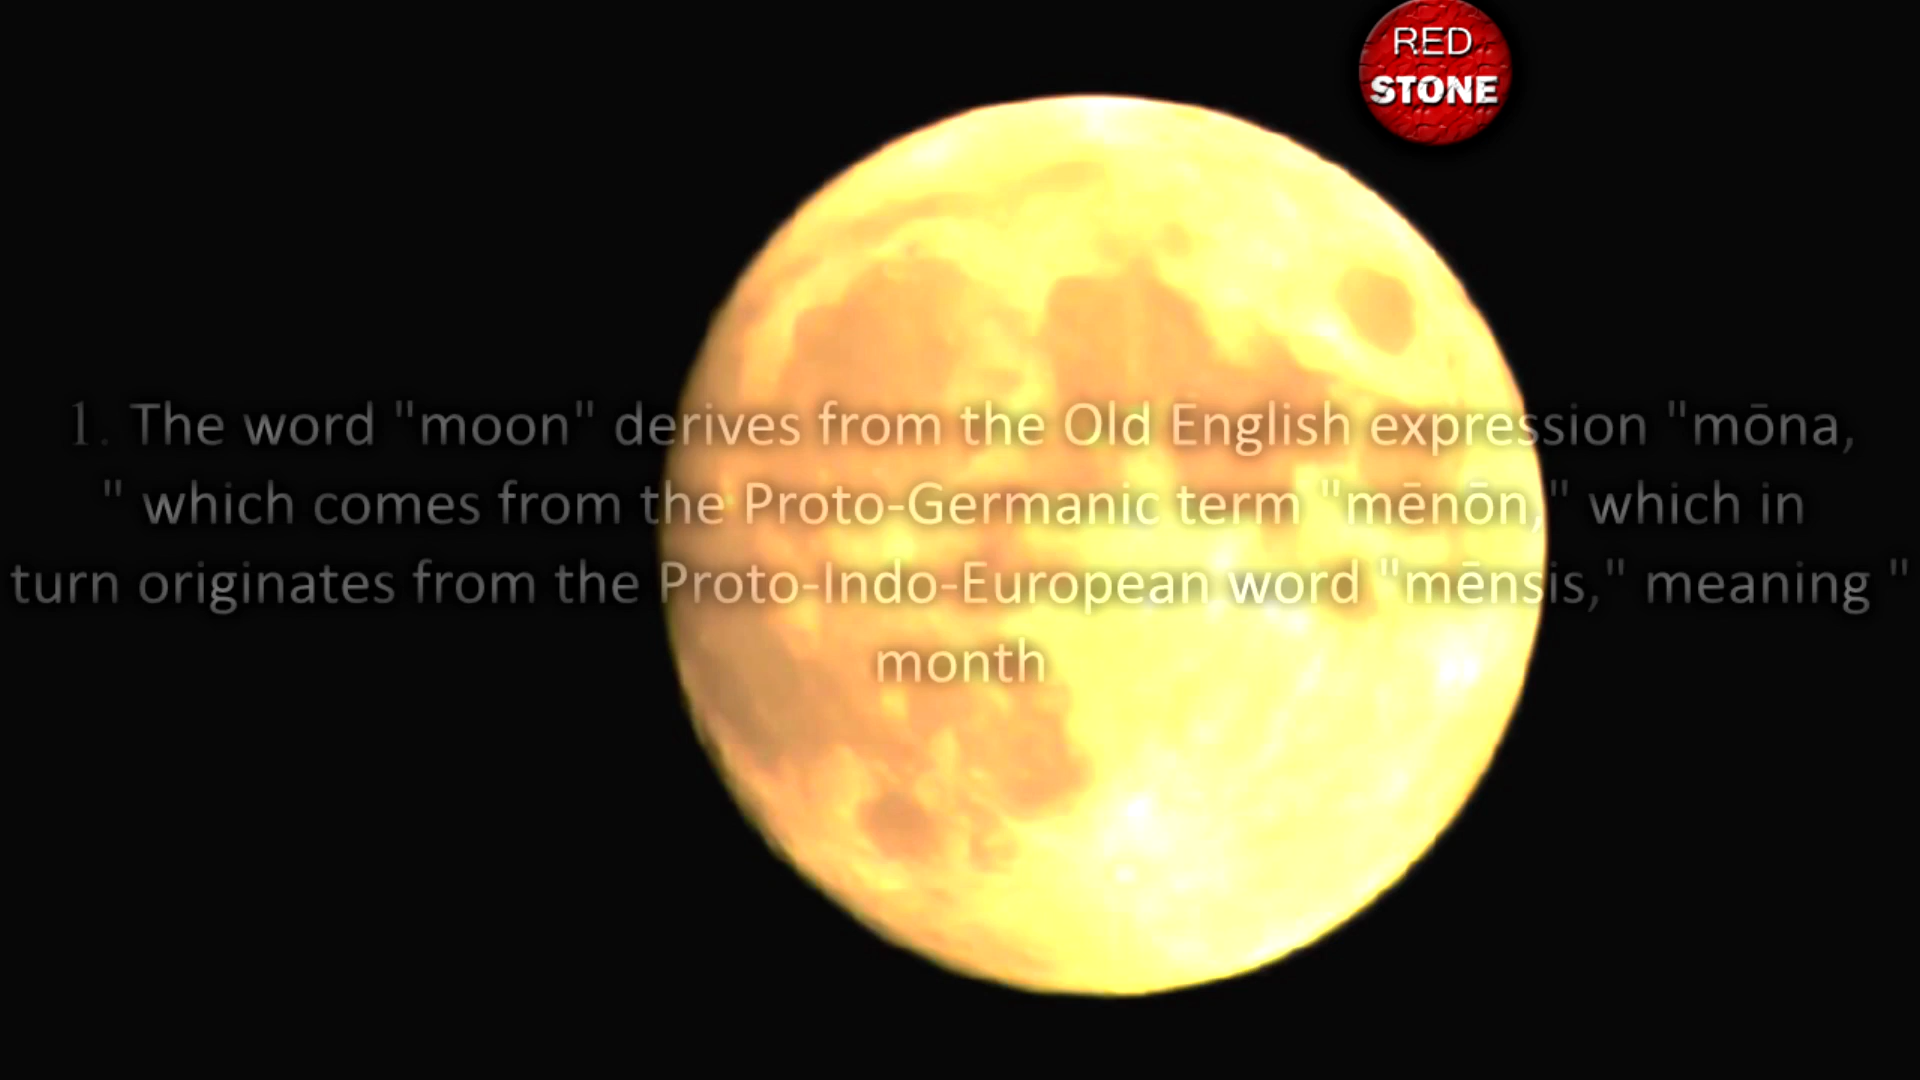 RED
STONE
1. The word "moon" derives from the Old English expression "mōna,
" which comes from the Proto-Germanic term "mēnōn," which in
turn originates from the Proto-Indo-European word "mēnsis," meaning "
month